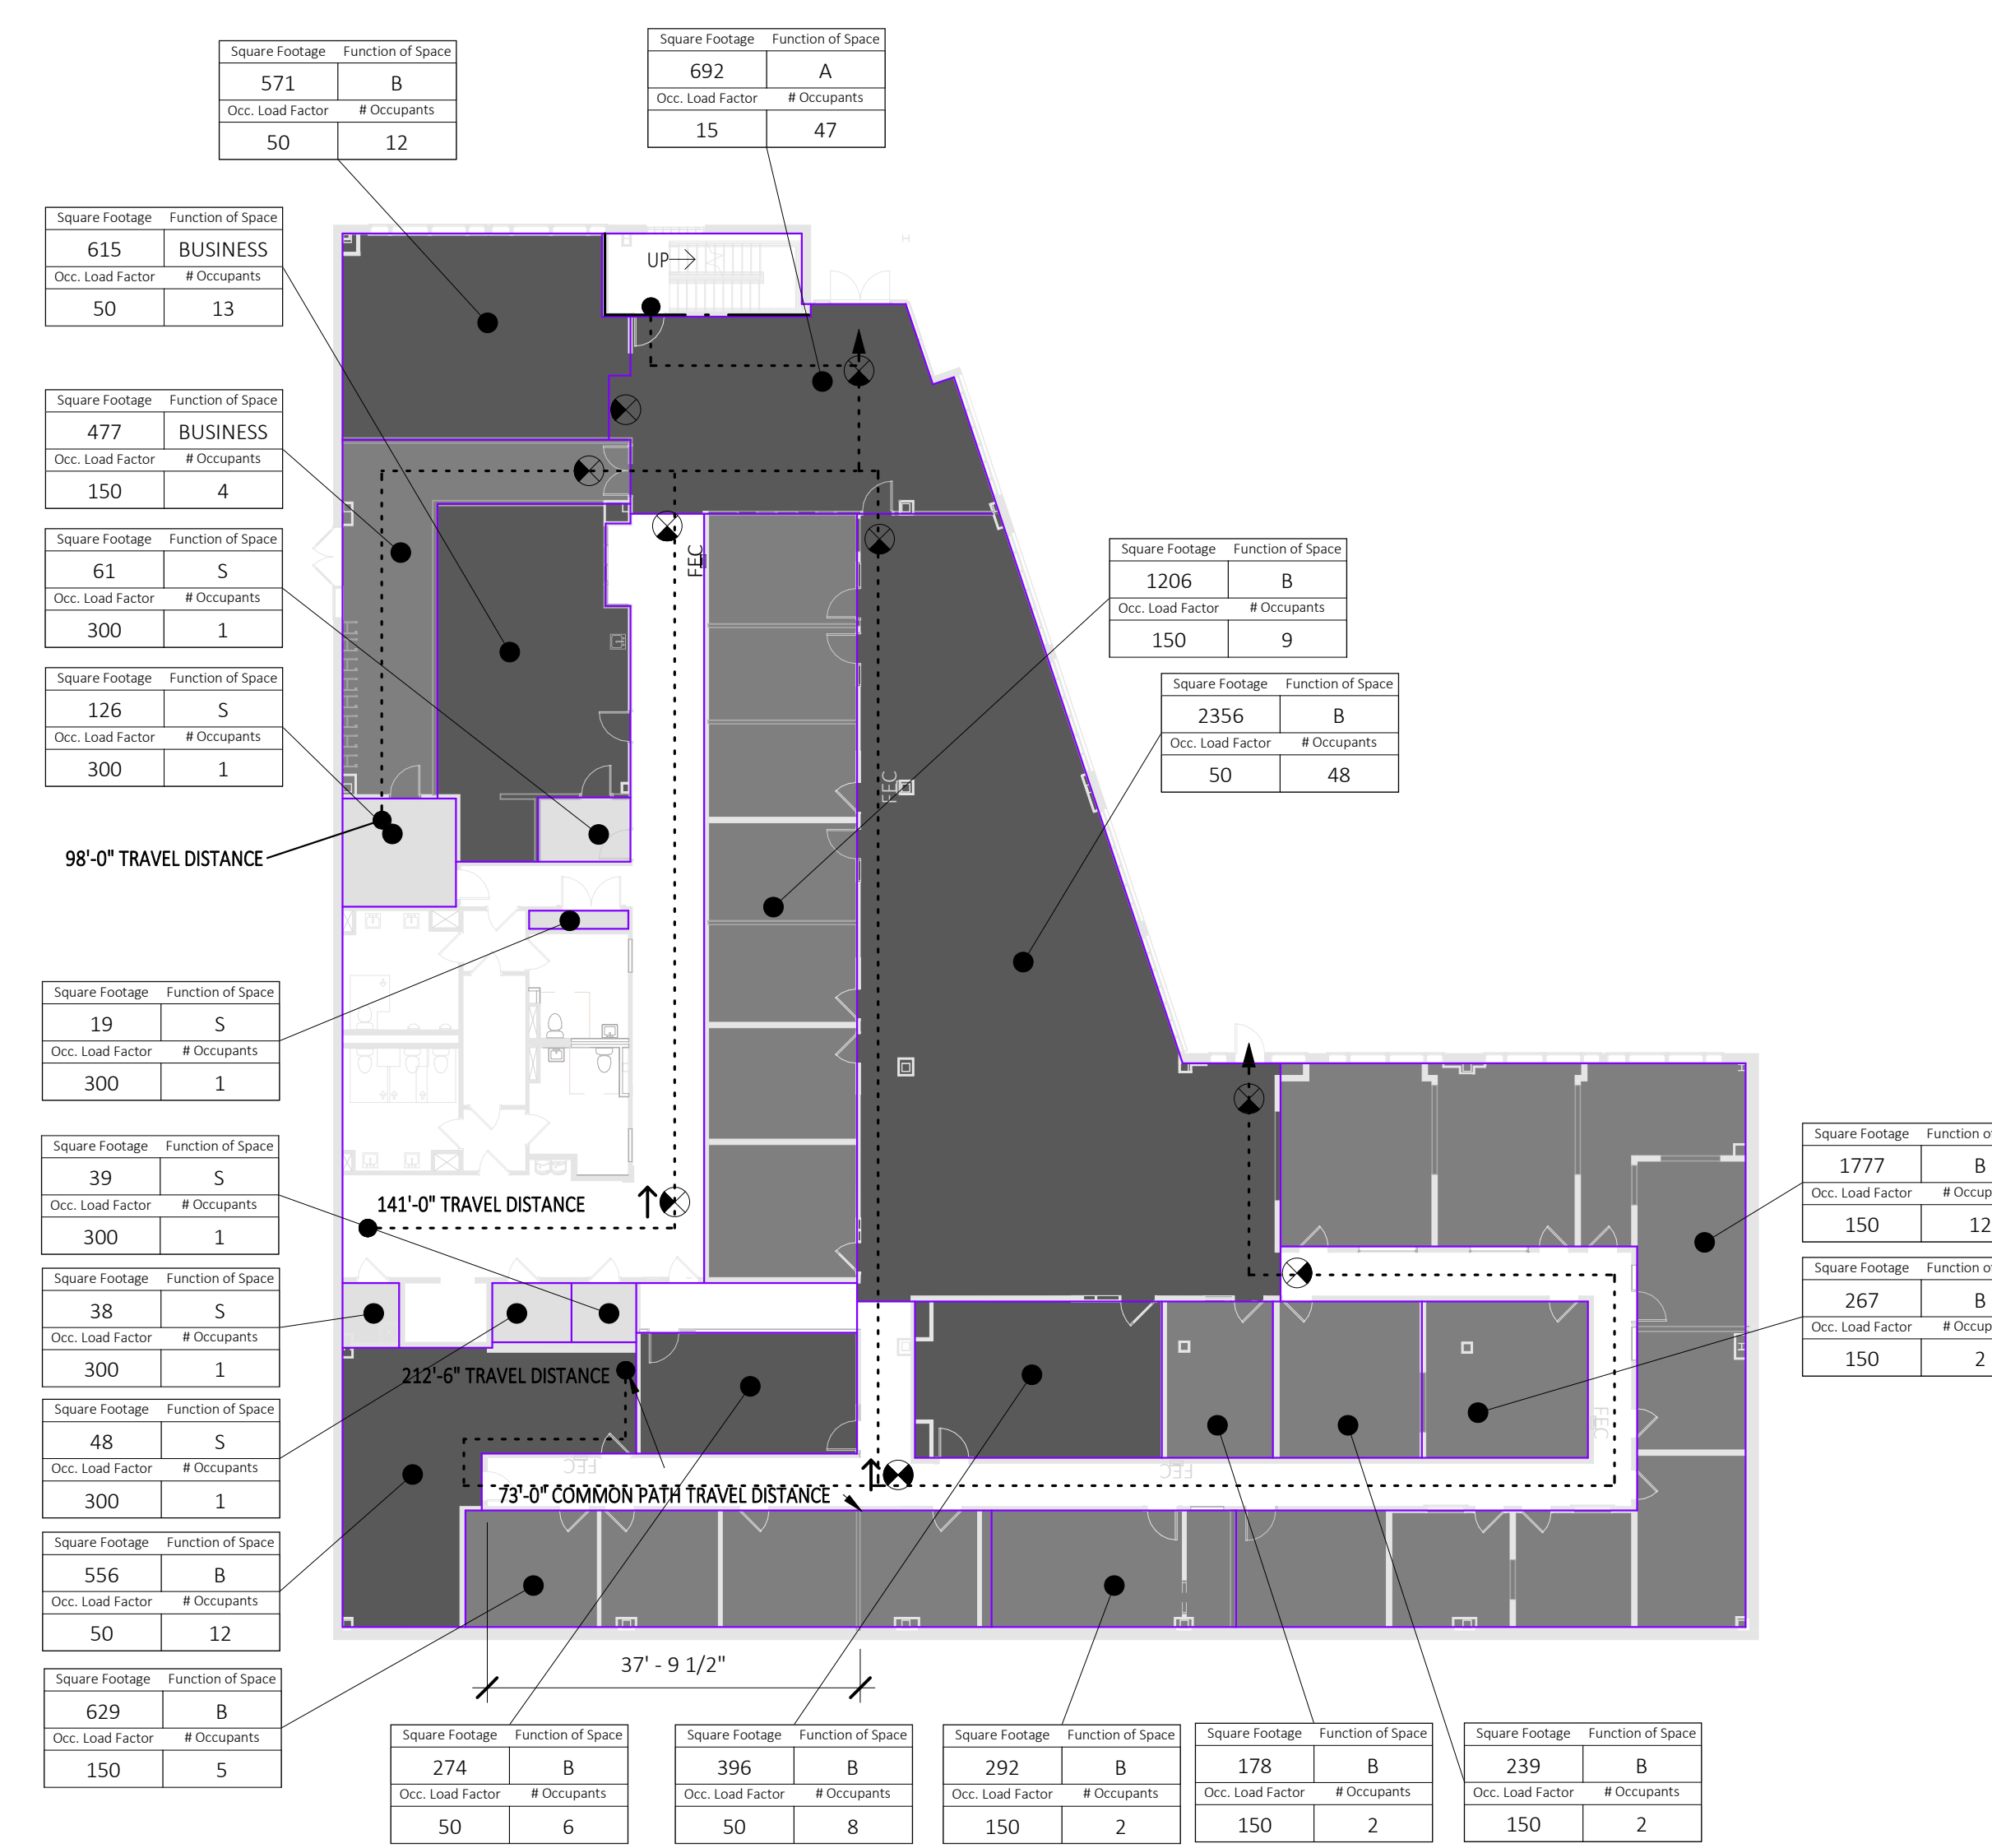 Square Footage Function of Space
571 B
Occ. Load Factor # Occupants
50 12
Square Footage Function of Space
692 A
Occ. Load Factor # Occupants
15 47
Square Footage Function of Space
615 BUSINESS
Occ. Load Factor # Occupants
50 13
UP
Square Footage Function of Space
477 BUSINESS
Occ. Load Factor # Occupants
150 4
Square Footage Function of Space
61 S
Occ. Load Factor # Occupants
300 1
FEC
Square Footage Function of Space
1206 B
Occ. Load Factor # Occupants
150 9
Square Footage Function of Space
126 S
Occ. Load Factor # Occupants
300 1
Square Footage Function of Space
2356 B
Occ. Load Factor # Occupants
50 48
FEC
98'-0" TRAVEL DISTANCE
Square Footage Function of Space
19 S
Occ. Load Factor # Occupants
300 1
Square Footage Function of Space
39 S
Occ. Load Factor # Occupants
300 1
141'-0" TRAVEL DISTANCE
Square Footage Function o
1777 B
Occ. Load Factor # Occup
150 12
Square Footage Function of Space
38 S
Occ. Load Factor # Occupants
300 1
Square Footage Function o
267 B
Occ. Load Factor # Occup
150 2
212'-6" TRAVEL DISTANCE
Square Footage Function of Space
48 S
Occ. Load Factor # Occupants
300 1
FEC
FEC
FEC
73'-0" COMMON PATH TRAVEL DISTANCE
Square Footage Function of Space
556 B
Occ. Load Factor # Occupants
50 12
37' - 9 1/2"
Square Footage Function of Space
629 B
Occ. Load Factor # Occupants
150 5
Square Footage Function of Space
274 B
Occ. Load Factor # Occupants
50 6
Square Footage Function of Space
396 B
Occ. Load Factor # Occupants
50 8
Square Footage Function of Space
292 B
Occ. Load Factor # Occupants
150 2
Square Footage Function of Space
178 B
Occ. Load Factor # Occupants
150 2
Square Footage Function of Space
239 B
Occ. Load Factor # Occupants
150 2